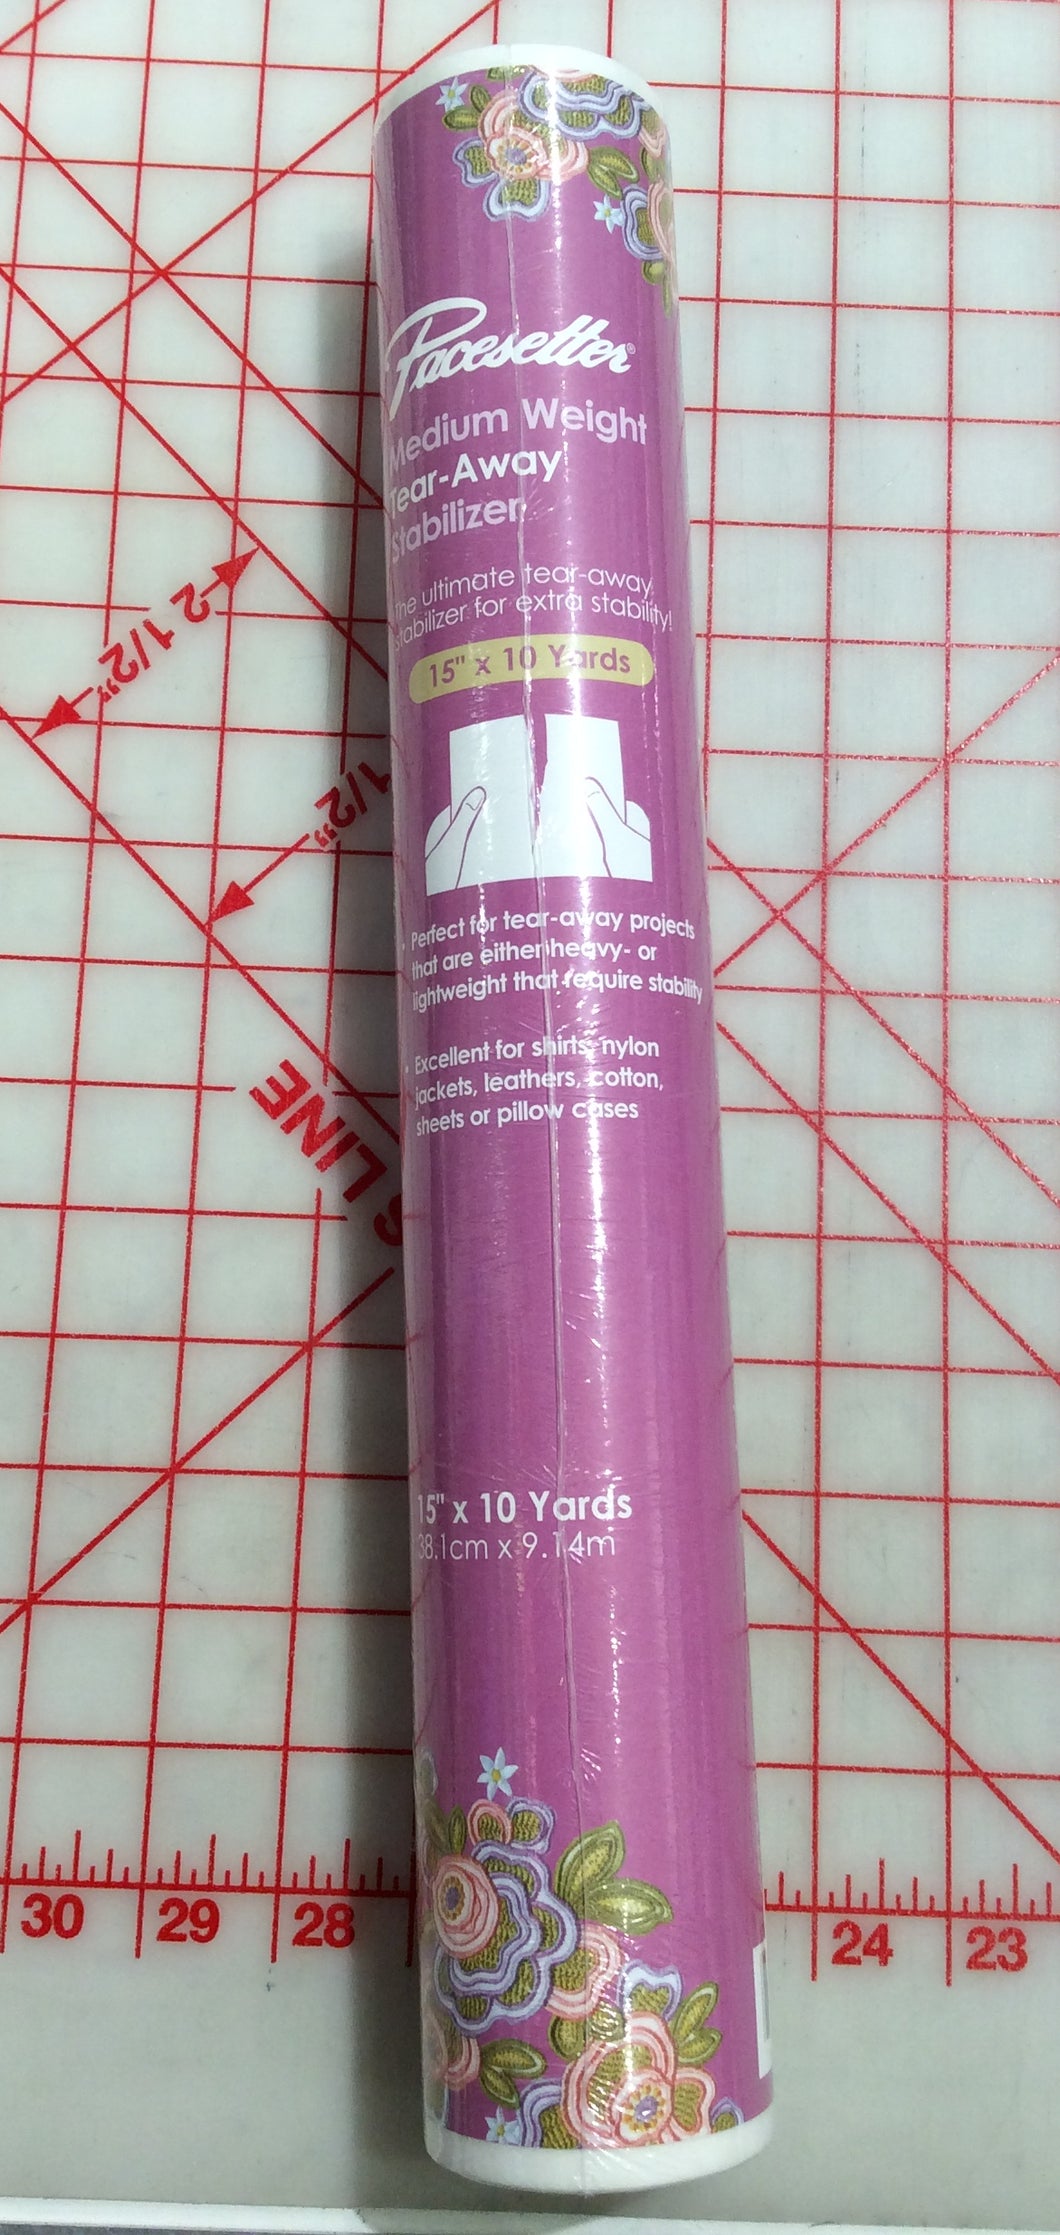 Pacesetter®
Medium Weight
Tear-Away
Stabilizer
The ultimate tear-away
stabilizer for extra stability!
15" x 10 Yards
2 1/2"
1/2"
• Perfect for tear-away projects
that are either heavy- or
lightweight that require stability
• Excellent for shirts, nylon
jackets, leathers, cotton,
sheets or pillow cases
S LINE
15" x 10 Yards
38.1cm x 9.14m
30 29 28 24 23